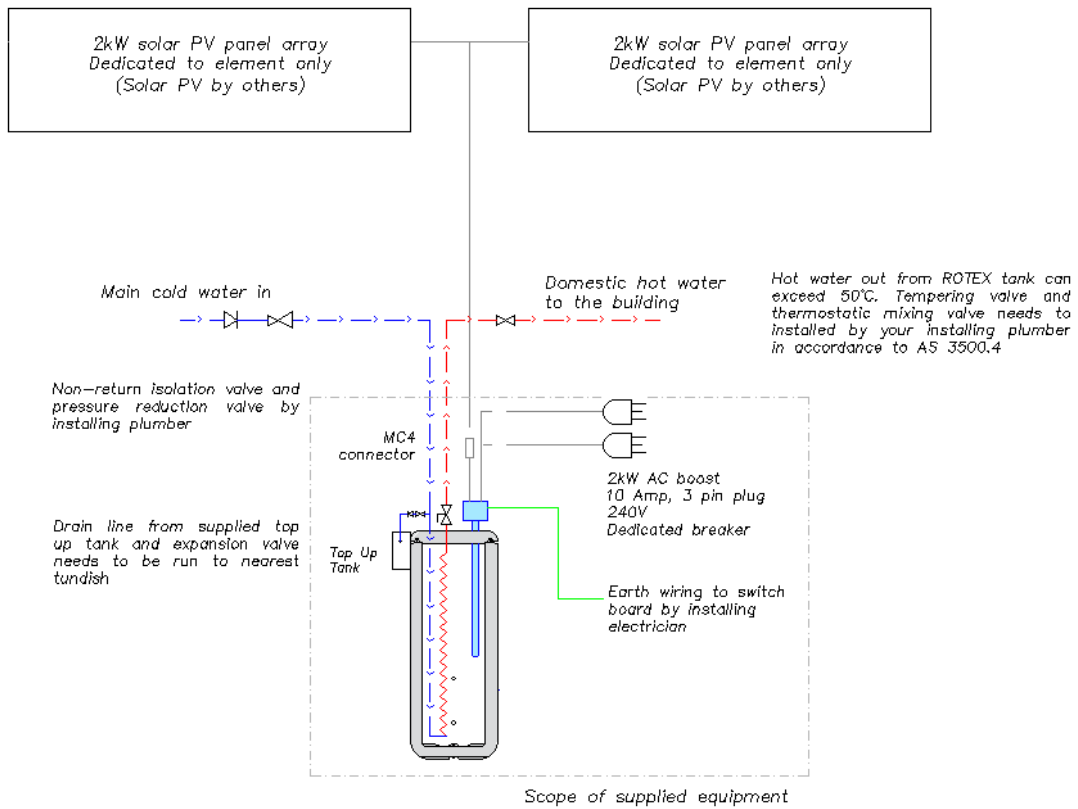 2kW solar PV panel array
Dedicated to element only
(Solar PV by others)
2kW solar PV panel array
Dedicated to element only
(Solar PV by others)
Main cold water in
Domestic hot water
to the building
Hot water out from ROTEX tank can
exceed 50°C. Tempering valve and
thermostatic mixing valve needs to
installed by your installing plumber
in accordance to AS 3500.4
Non-return isolation valve and
pressure reduction valve by
installing plumber
MC4
connector
2kW AC boost
10 Amp, 3 pin plug
240V
Dedicated breaker
Drain line from supplied top
up tank and expansion valve
needs to be run to nearest
tundish
Top Up
Tank
Earth wiring to switch
board by installing
electrician
Scope of supplied equipment